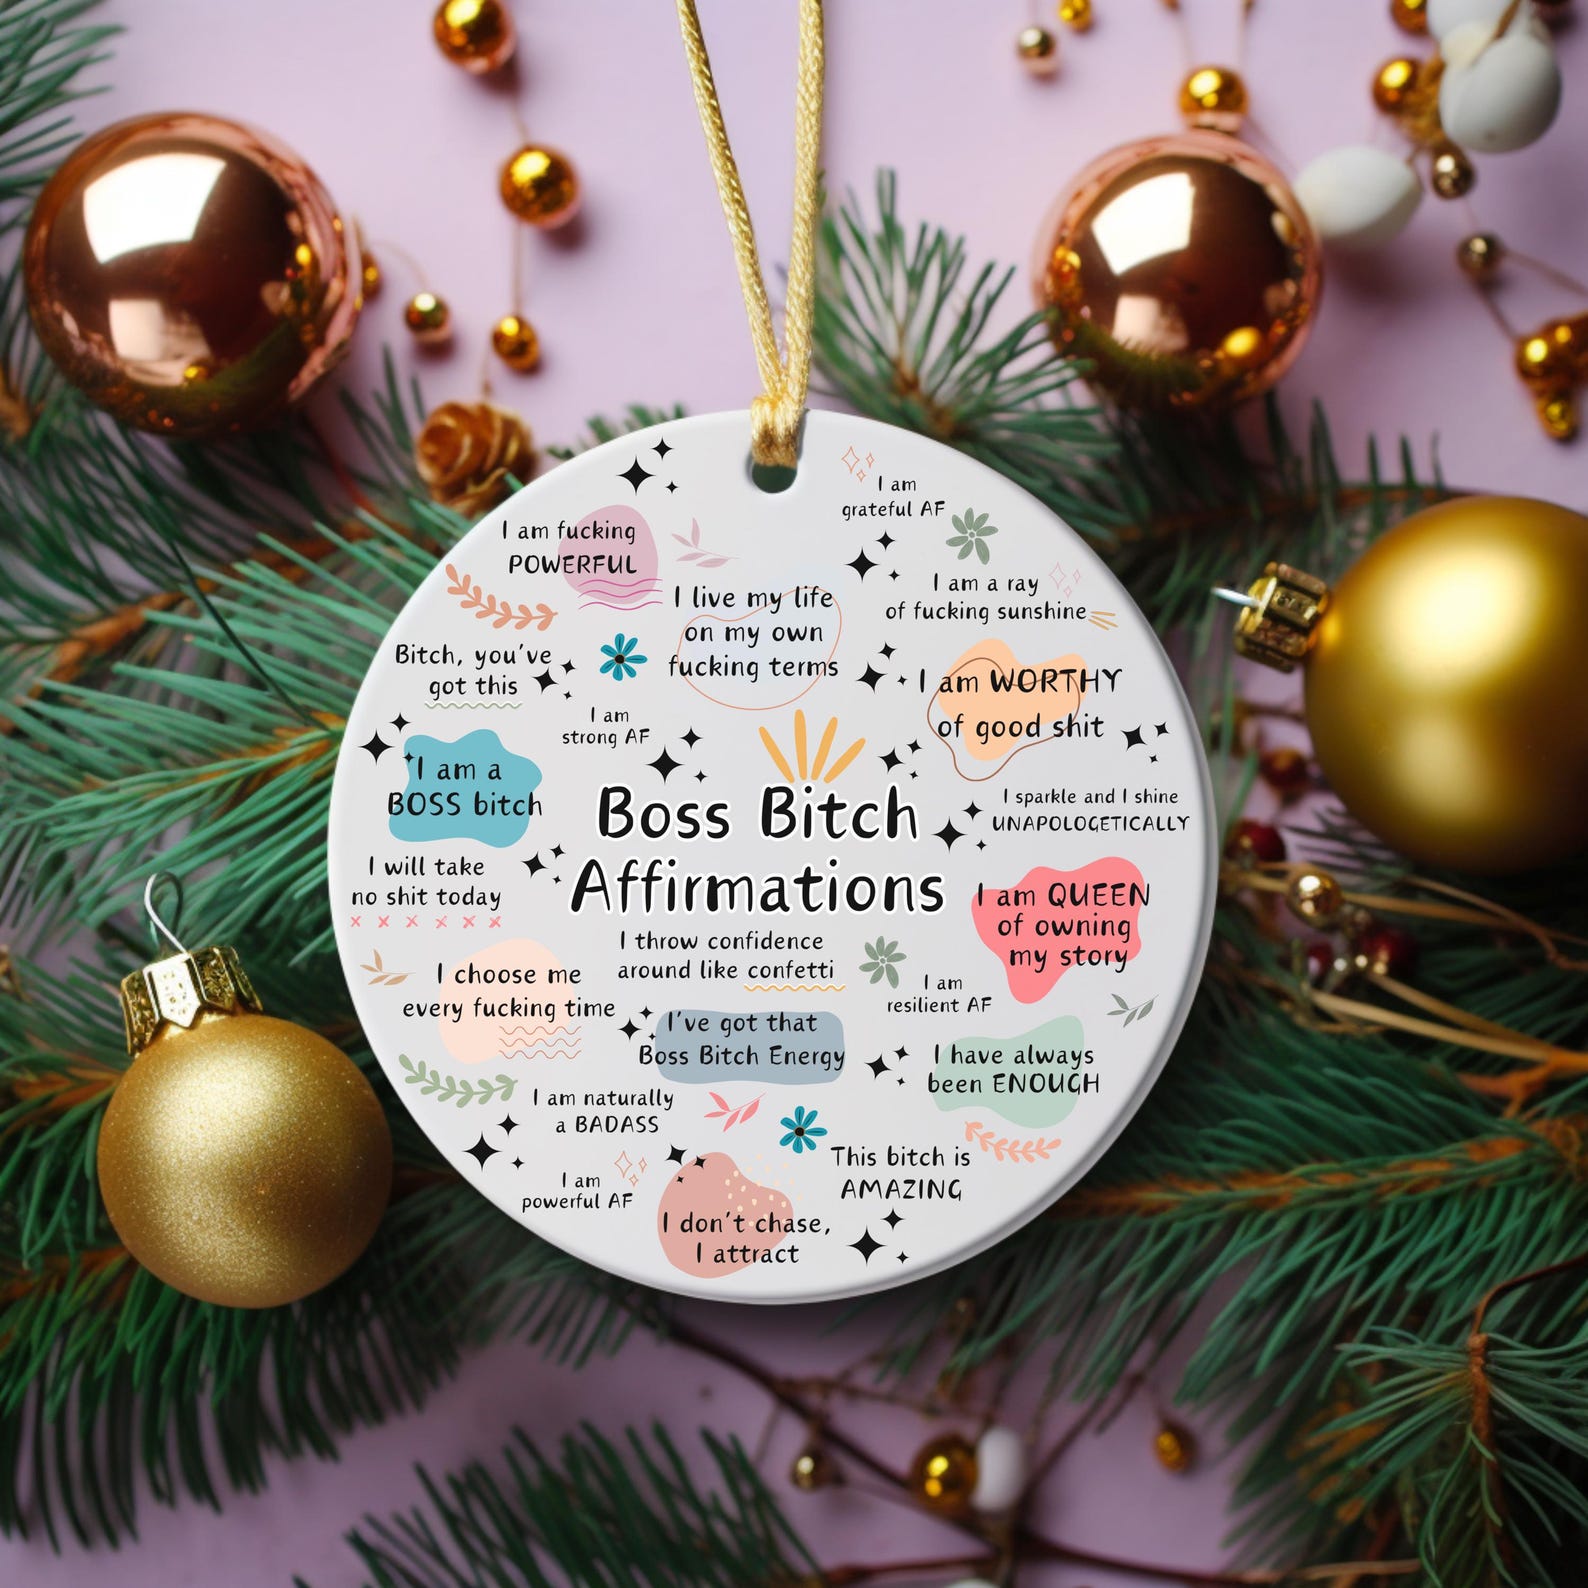 I am
grateful AF
I am fucking
POWERFUL
I live my life
on my own
fucking terms
I am a ray
of fucking sunshine
Bitch, you've
got this
I am WORTHY
of good shit
I am
strong AF
I am a
BOSS bitch
Boss Bitch
Affirmations
I sparkle and I shine
UNAPOLOGETICALLY
I will take
no shit today
I am QUEEN
of owning
my story
I throw confidence
around like confetti
I choose me
every fucking time
I am
resilient AF
I've got that
Boss Bitch Energy
I have always
been ENOUGH
I am naturally
a BADASS
This bitch is
AMAZING
I am
powerful AF
I don't chase,
I attract